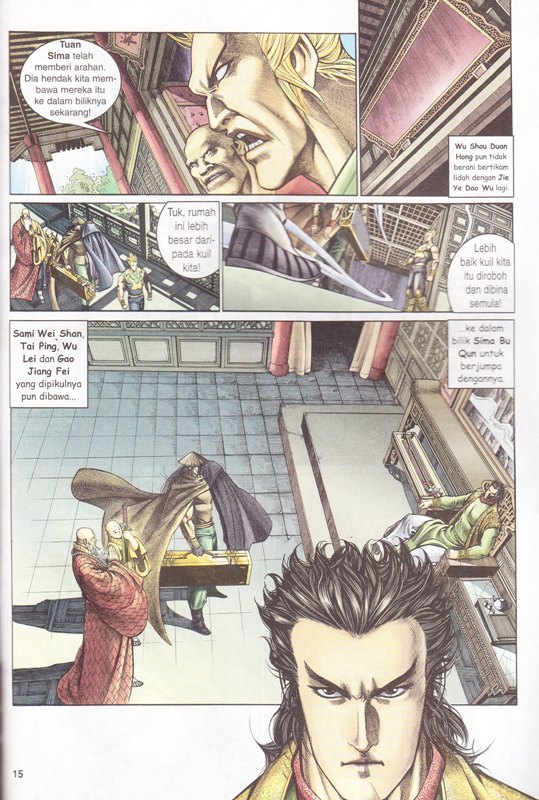 Tuan
Sima telah
memberi arahan.
Dia hendak kita mem-
bawa mereka itu
ke dalam biliknya
sekarang!
Wu Shou Duan
Hong pun tidak
berani bertikam
lidah dengan Jie
Ye Dao Wu lagi.
Tuk, rumah
ini lebih
besar dari-
pada kuil
kita!
Lebih
baik kuil kita
itu diroboh
dan dibina
semula!
Sami Wei Shan,
Tai Ping, Wu
Lei dan Gao
Jiang Fei
yang dipikulnya
pun dibawa...
...ke dalam
bilik Sima Bu
Qun untuk
berjumpa
dengannya.
15